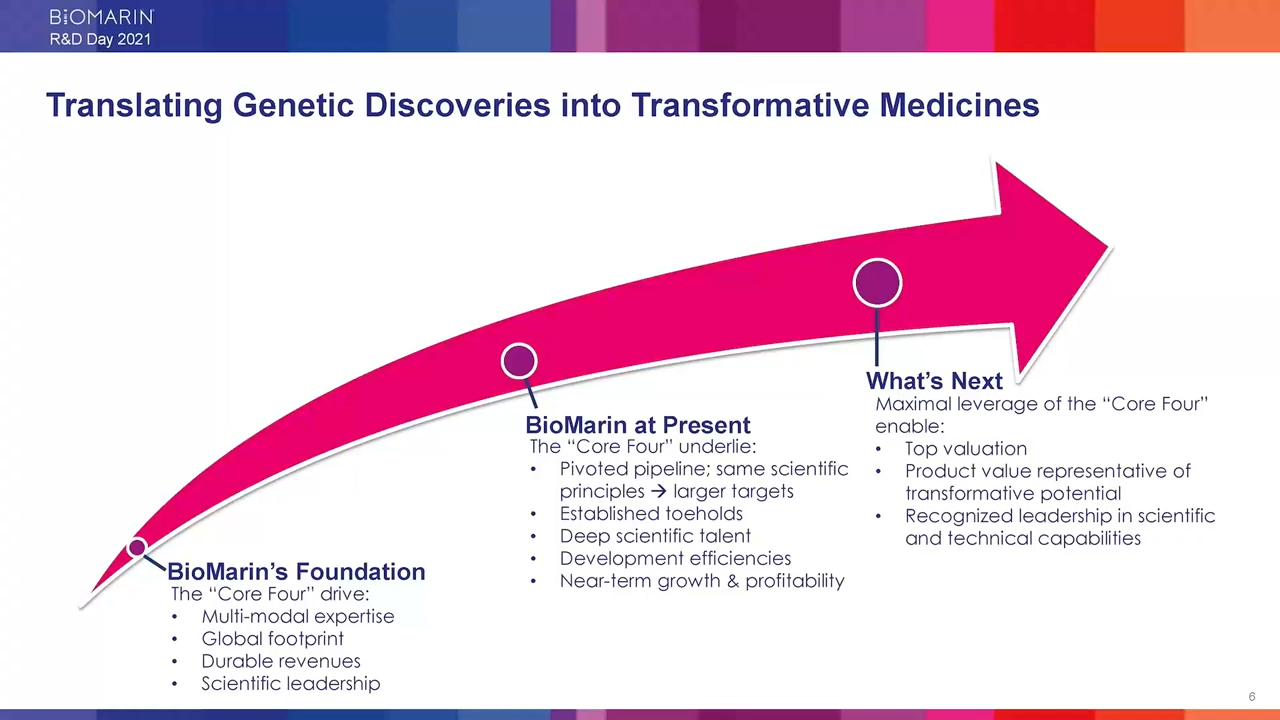 BIOMARIN
R&D Day 2021
Translating Genetic Discoveries into Transformative Medicines
What’s Next
Maximal leverage of the “Core Four”
enable:
• Top valuation
• Product value representative of
transformative potential
• Recognized leadership in scientific
and technical capabilities
BioMarin at Present
The “Core Four” underlie:
• Pivoted pipeline; same scientific
principles → larger targets
• Established toeholds
• Deep scientific talent
• Development efficiencies
• Near-term growth & profitability
BioMarin’s Foundation
The “Core Four” drive:
• Multi-modal expertise
• Global footprint
• Durable revenues
• Scientific leadership
6